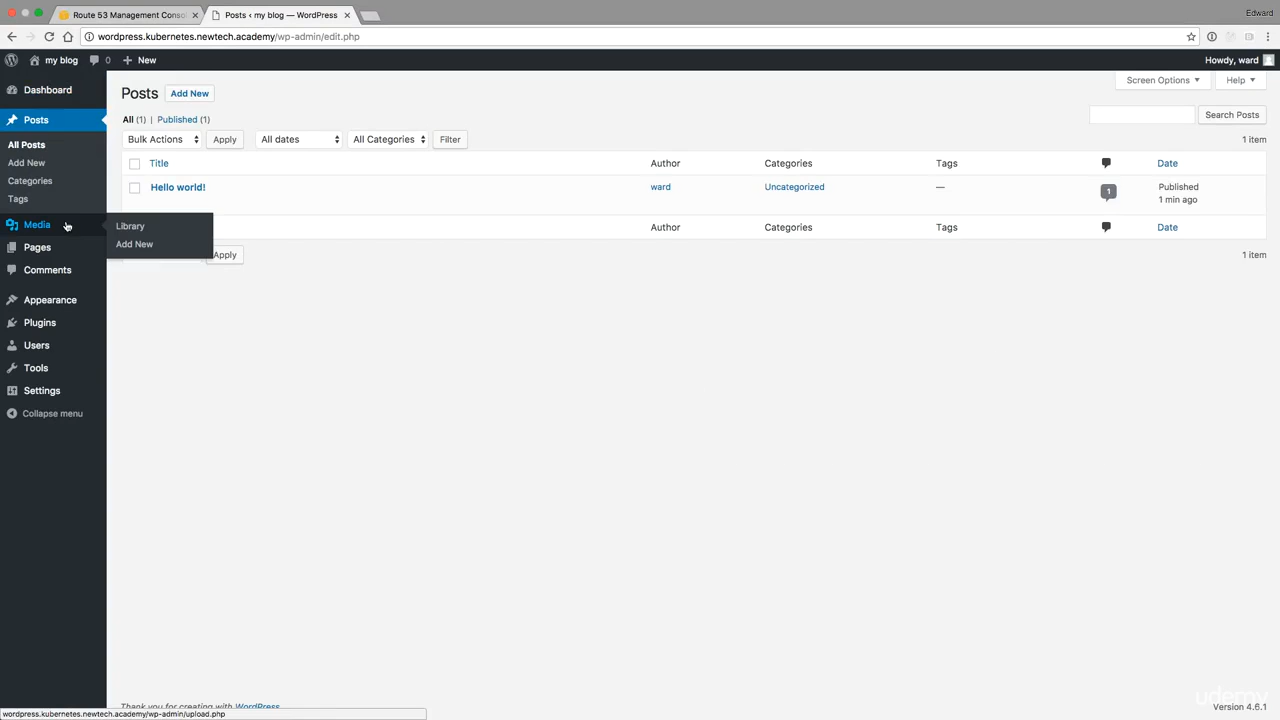 Route 53 Management Conso
Posts ‹ my blog — WordPress
Edward
wordpress.kubernetes.newtech.academy/wp-admin/edit.php
my blog
0
New
Howdy, ward
Dashboard
Posts
All Posts
Add New
Categories
Tags
Media
Library
Add New
Pages
Comments
Appearance
Plugins
Users
Tools
Settings
Collapse menu
Posts Add New
Screen Options
Help
All (1) | Published (1)
Search Posts
Bulk Actions Apply All dates All Categories Filter
1 item
Title Author Categories Tags Date
Hello world! ward Uncategorized — 1 Published
1 min ago
Author Categories Tags Date
Apply
1 item
Thank you for creating with WordPress
Version 4.6.1
udemy
wordpress.kubernetes.newtech.academy/wp-admin/upload.php